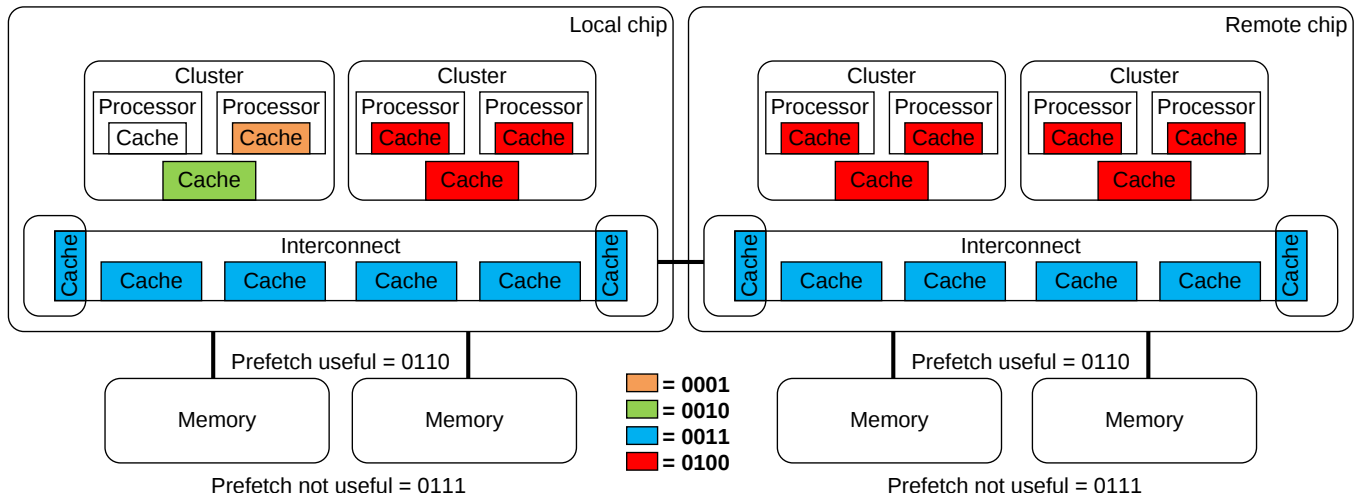 Local chip
Remote chip
Cluster
Cluster
Cluster
Cluster
Processor
Processor
Processor
Processor
Processor
Processor
Processor
Processor
Cache
Cache
Cache
Cache
Cache
Cache
Cache
Cache
Cache
Cache
Cache
Cache
Cache
Interconnect
Cache
Cache
Interconnect
Cache
Cache
Cache
Cache
Cache
Cache
Cache
Cache
Cache
Prefetch useful = 0110
Prefetch useful = 0110
Memory
Memory
Memory
Memory
= 0001
= 0010
= 0011
= 0100
Prefetch not useful = 0111
Prefetch not useful = 0111